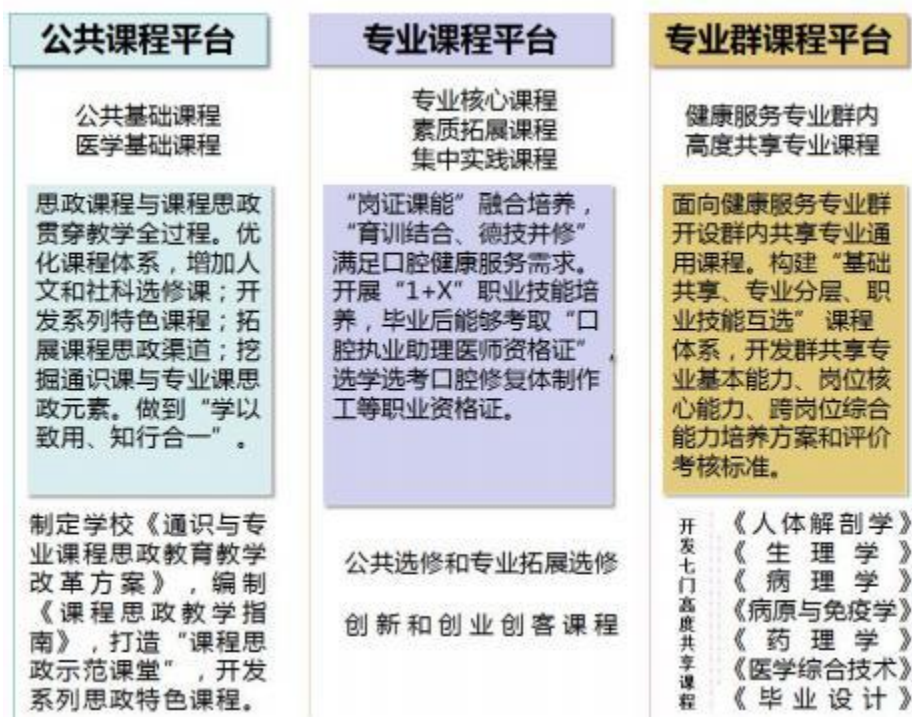 公共课程平台
公共基础课程
医学基础课程
思政课程与课程思政
贯穿教学全过程。优
化课程体系，增加人
文和社科选修课；开
发系列特色课程；拓
展课程思政渠道；挖
掘通识课与专业课思
政元素。做到“学以
致用、知行合一”。
制定学校《通识与专
业课程思政教育教学
改革方案》，编制
《课程思政教学指
南》，打造“课程思
政示范课堂”，开发
系列思政特色课程。
专业课程平台
专业核心课程
素质拓展课程
集中实践课程
“岗证课能”融合培养，
“育训结合、德技并修”
满足口腔健康服务需求。
开展“1+X”职业技能培
养，毕业后能够考取“口
腔执业助理医师资格证”，
选学选考口腔修复体制作
工等职业资格证。
公共选修和专业拓展选修
创新和创业创客课程
专业群课程平台
健康服务专业群内
高度共享专业课程
面向健康服务专业群
开设群内共享专业通
用课程。构建“基础
共享、专业分层、职
业技能互选” 课程
体系，开发群共享专
业基本能力、岗位核
心能力、跨岗位综合
能力培养方案和评价
考核标准。
开发七门高度共享课程
《人体解剖学》
《生理学》
《病理学》
《病原与免疫学》
《药理学》
《医学综合技术》
《毕业设计》